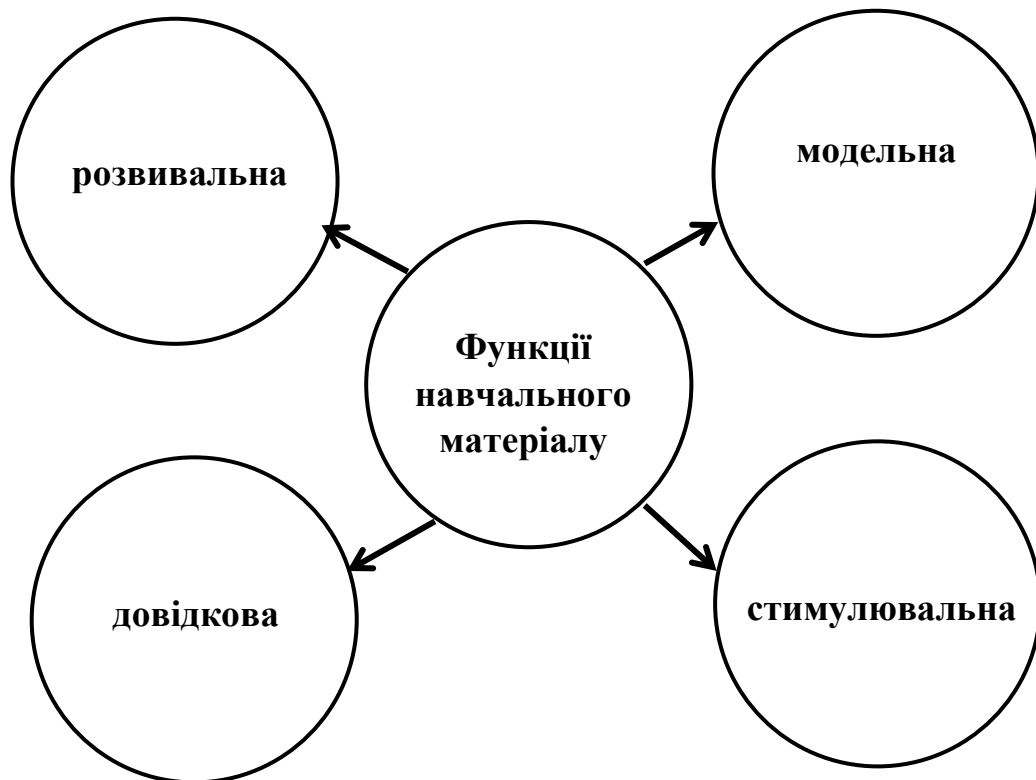 розвивальна
модельна
Функції
навчального
матеріалу
довідкова
стимулювальна